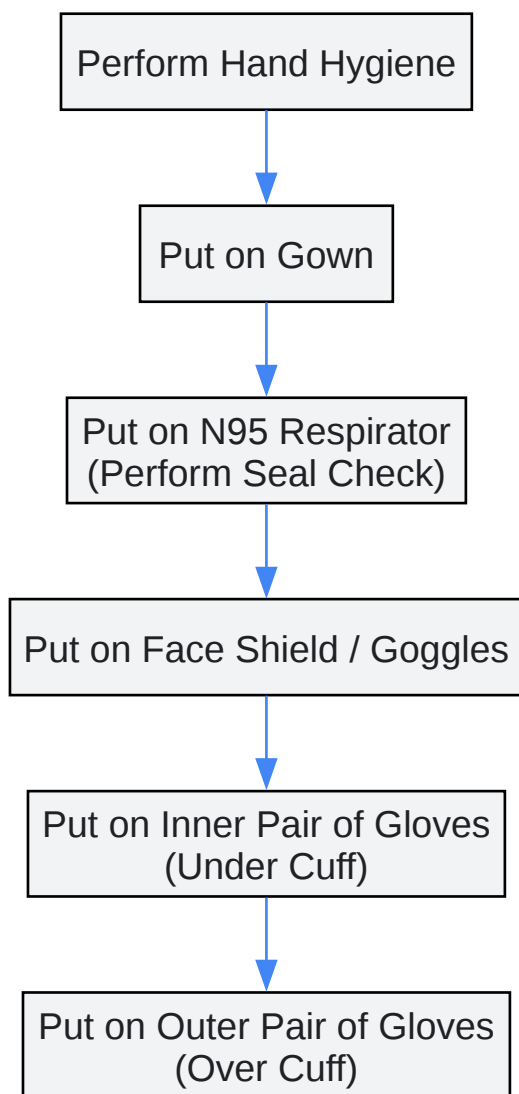 Perform Hand Hygiene
Put on Gown
Put on N95 Respirator
(Perform Seal Check)
Put on Face Shield / Goggles
Put on Inner Pair of Gloves
(Under Cuff)
Put on Outer Pair of Gloves
(Over Cuff)